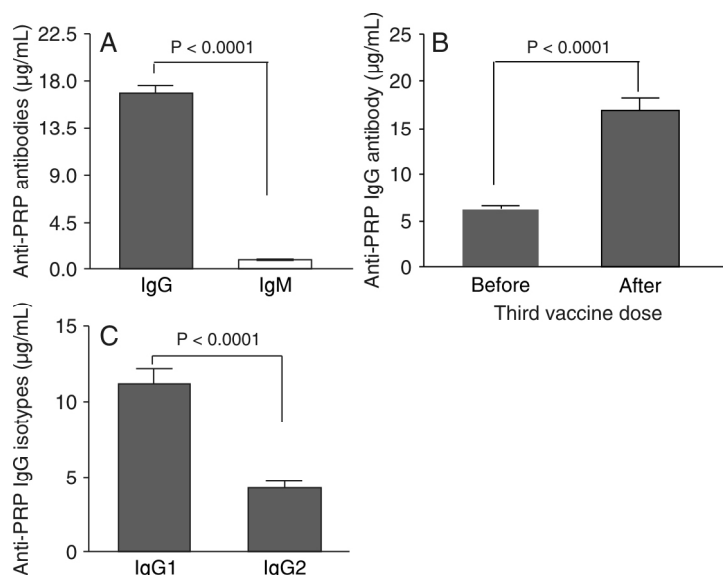 Anti-PRP antibodies (µg/mL)
A
P < 0.0001
22.5
18.0
13.5
9.0
4.5
0.0
IgG IgM
Anti-PRP IgG antibody (µg/mL)
B
P < 0.0001
25
20
15
10
5
0
Before After
Third vaccine dose
Anti-PRP IgG isotypes (µg/mL)
C
P < 0.0001
15
10
5
0
IgG1 IgG2